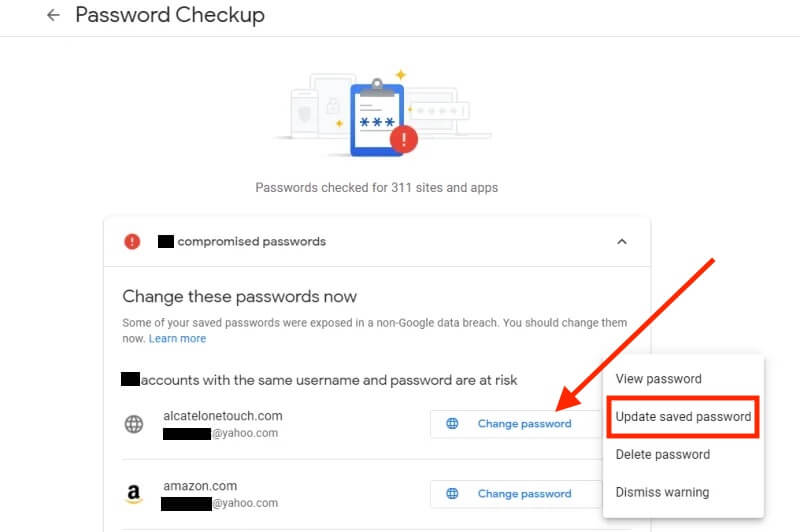 Password Checkup
***
Passwords checked for 311 sites and apps
compromised passwords
Change these passwords now
Some of your saved passwords were exposed in a non-Google data breach. You should change them
now. Learn more
accounts with the same username and password are at risk
alcatelonetouch.com
@yahoo.com
Change password
amazon.com
@yahoo.com
Change password
View password
Update saved password
Delete password
Dismiss warning